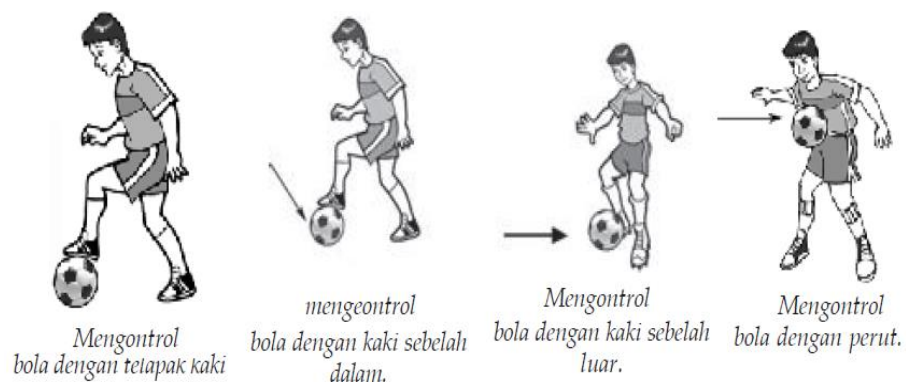 Mengontrol
bola dengan telapak kaki
mengeontrol
bola dengan kaki sebelah
dalam.
Mengontrol
bola dengan kaki sebelah
luar.
Mengontrol
bola dengan perut.